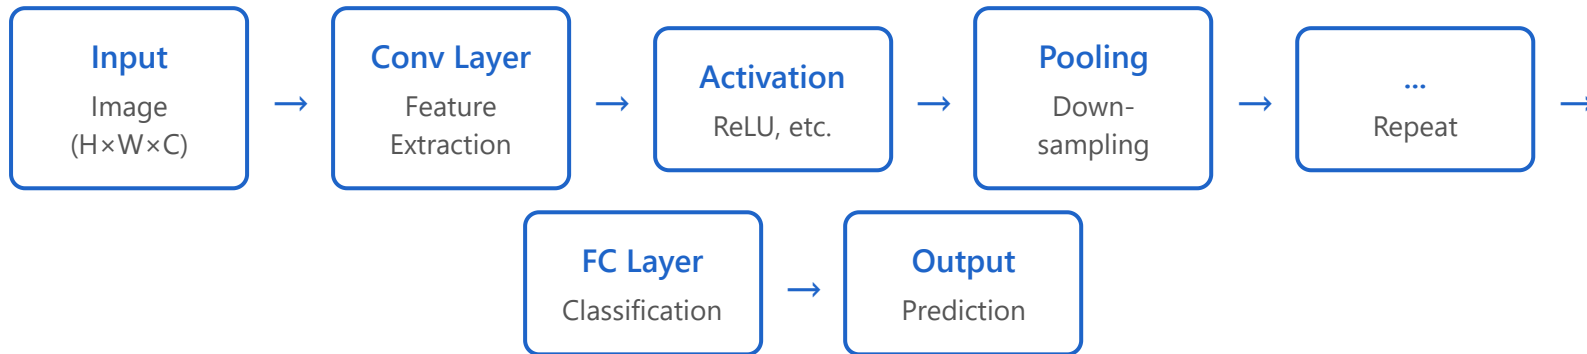 Input
Image
(H×W×C)
→
Conv Layer
Feature
Extraction
→
Activation
ReLU, etc.
→
Pooling
Down-
sampling
→
...
Repeat
→
FC Layer
Classification
→
Output
Prediction